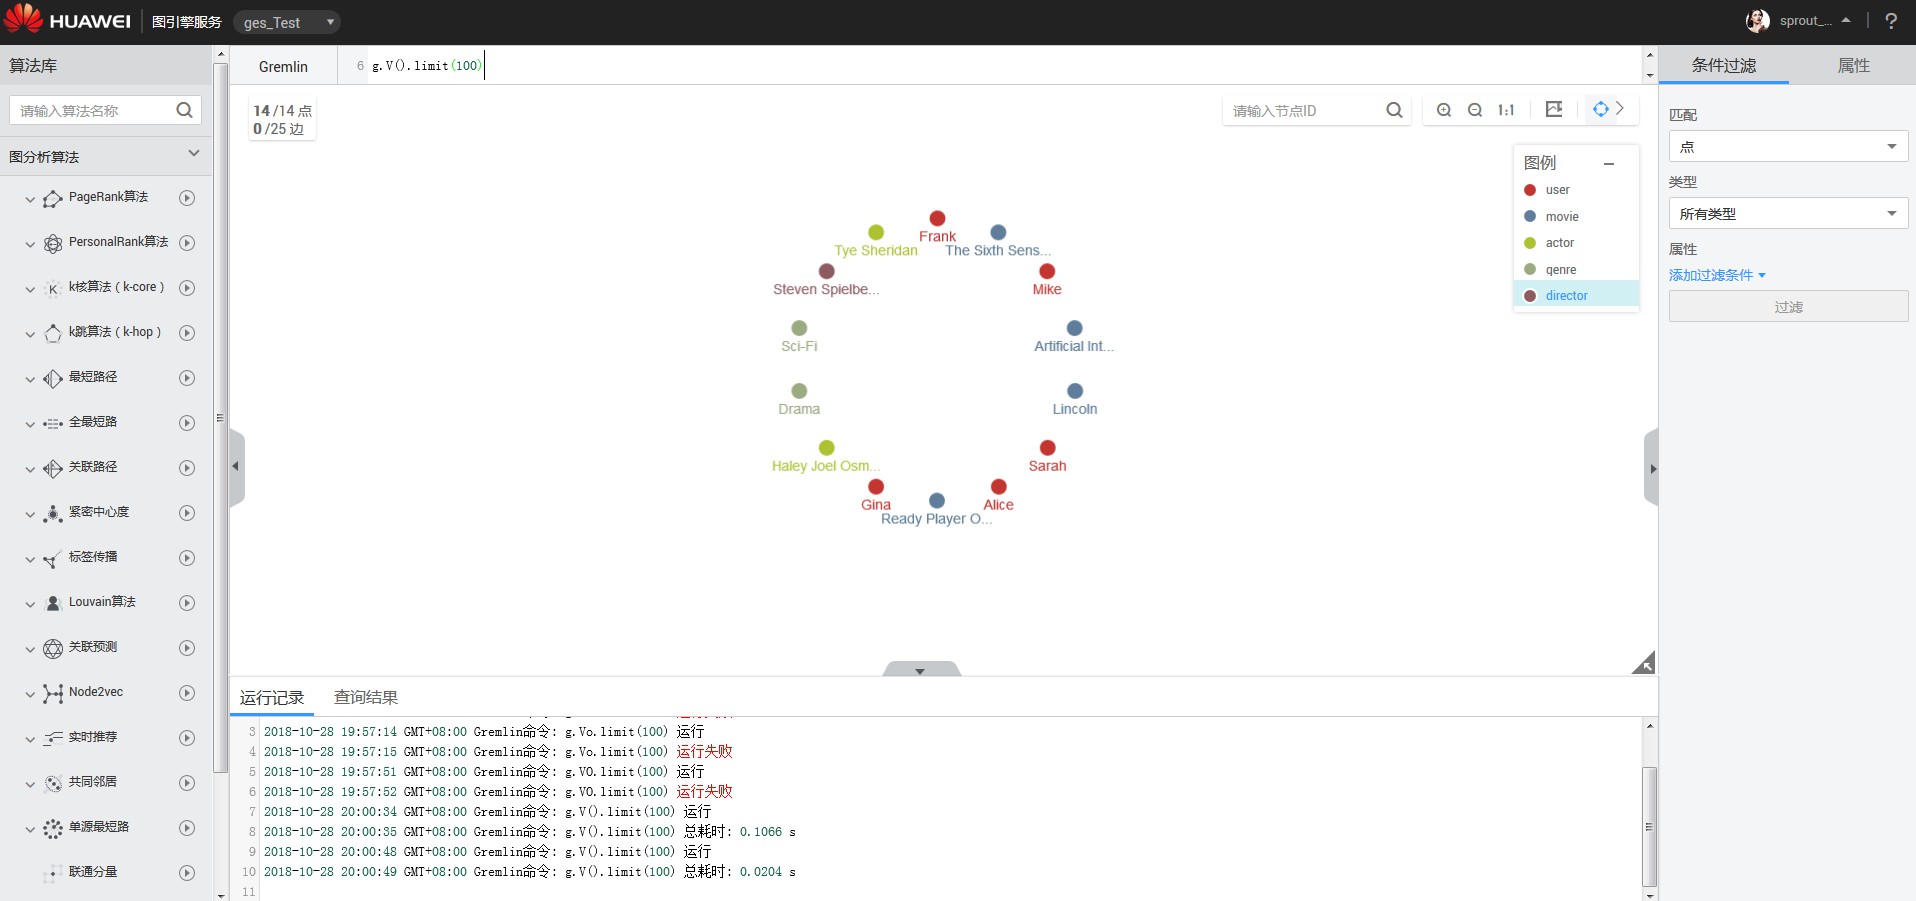 HUAWEI 图引擎服务 ges_Test
sprout_... ?
算法库
请输入算法名称
图分析算法
PageRank算法
PersonalRank算法
k核算法（k-core）
k跳算法（k-hop）
最短路径
全最短路
关联路径
紧密中心度
标签传播
Louvain算法
关联预测
Node2vec
实时推荐
共同邻居
单源最短路
联通分量
Gremlin
6 g.V().limit(100)
14 /14 点
0 /25 边
请输入节点ID
1:1
图例
user
movie
actor
genre
director
Frank
Tye Sheridan
The Sixth Sens...
Steven Spielbe...
Mike
Sci-Fi
Artificial Int...
Drama
Lincoln
Haley Joel Osm...
Sarah
Gina
Alice
Ready Player O...
运行记录 查询结果
3 2018-10-28 19:57:14 GMT+08:00 Gremlin命令: g.Vo.limit(100) 运行
4 2018-10-28 19:57:15 GMT+08:00 Gremlin命令: g.Vo.limit(100) 运行失败
5 2018-10-28 19:57:51 GMT+08:00 Gremlin命令: g.VO.limit(100) 运行
6 2018-10-28 19:57:52 GMT+08:00 Gremlin命令: g.VO.limit(100) 运行失败
7 2018-10-28 20:00:34 GMT+08:00 Gremlin命令: g.V().limit(100) 运行
8 2018-10-28 20:00:35 GMT+08:00 Gremlin命令: g.V().limit(100) 总耗时: 0.1066 s
9 2018-10-28 20:00:48 GMT+08:00 Gremlin命令: g.V().limit(100) 运行
10 2018-10-28 20:00:49 GMT+08:00 Gremlin命令: g.V().limit(100) 总耗时: 0.0204 s
11
条件过滤 属性
匹配
点
类型
所有类型
属性
添加过滤条件
过滤